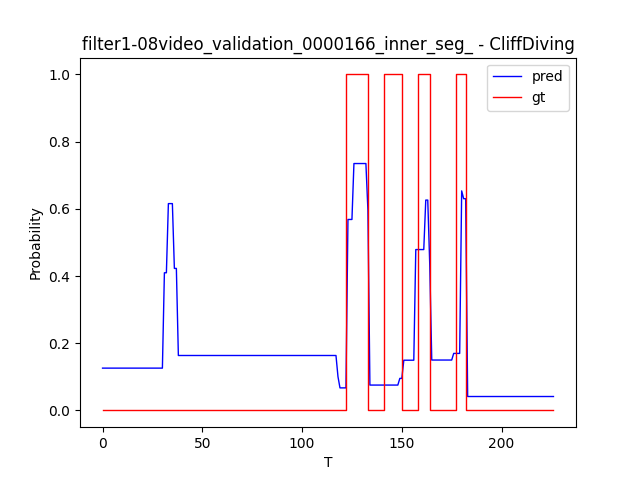 filter1-08video_validation_0000166_inner_seg_ - CliffDiving
pred
gt
1.0
0.8
0.6
0.4
0.2
0.0
Probability
0
50
100
150
200
T